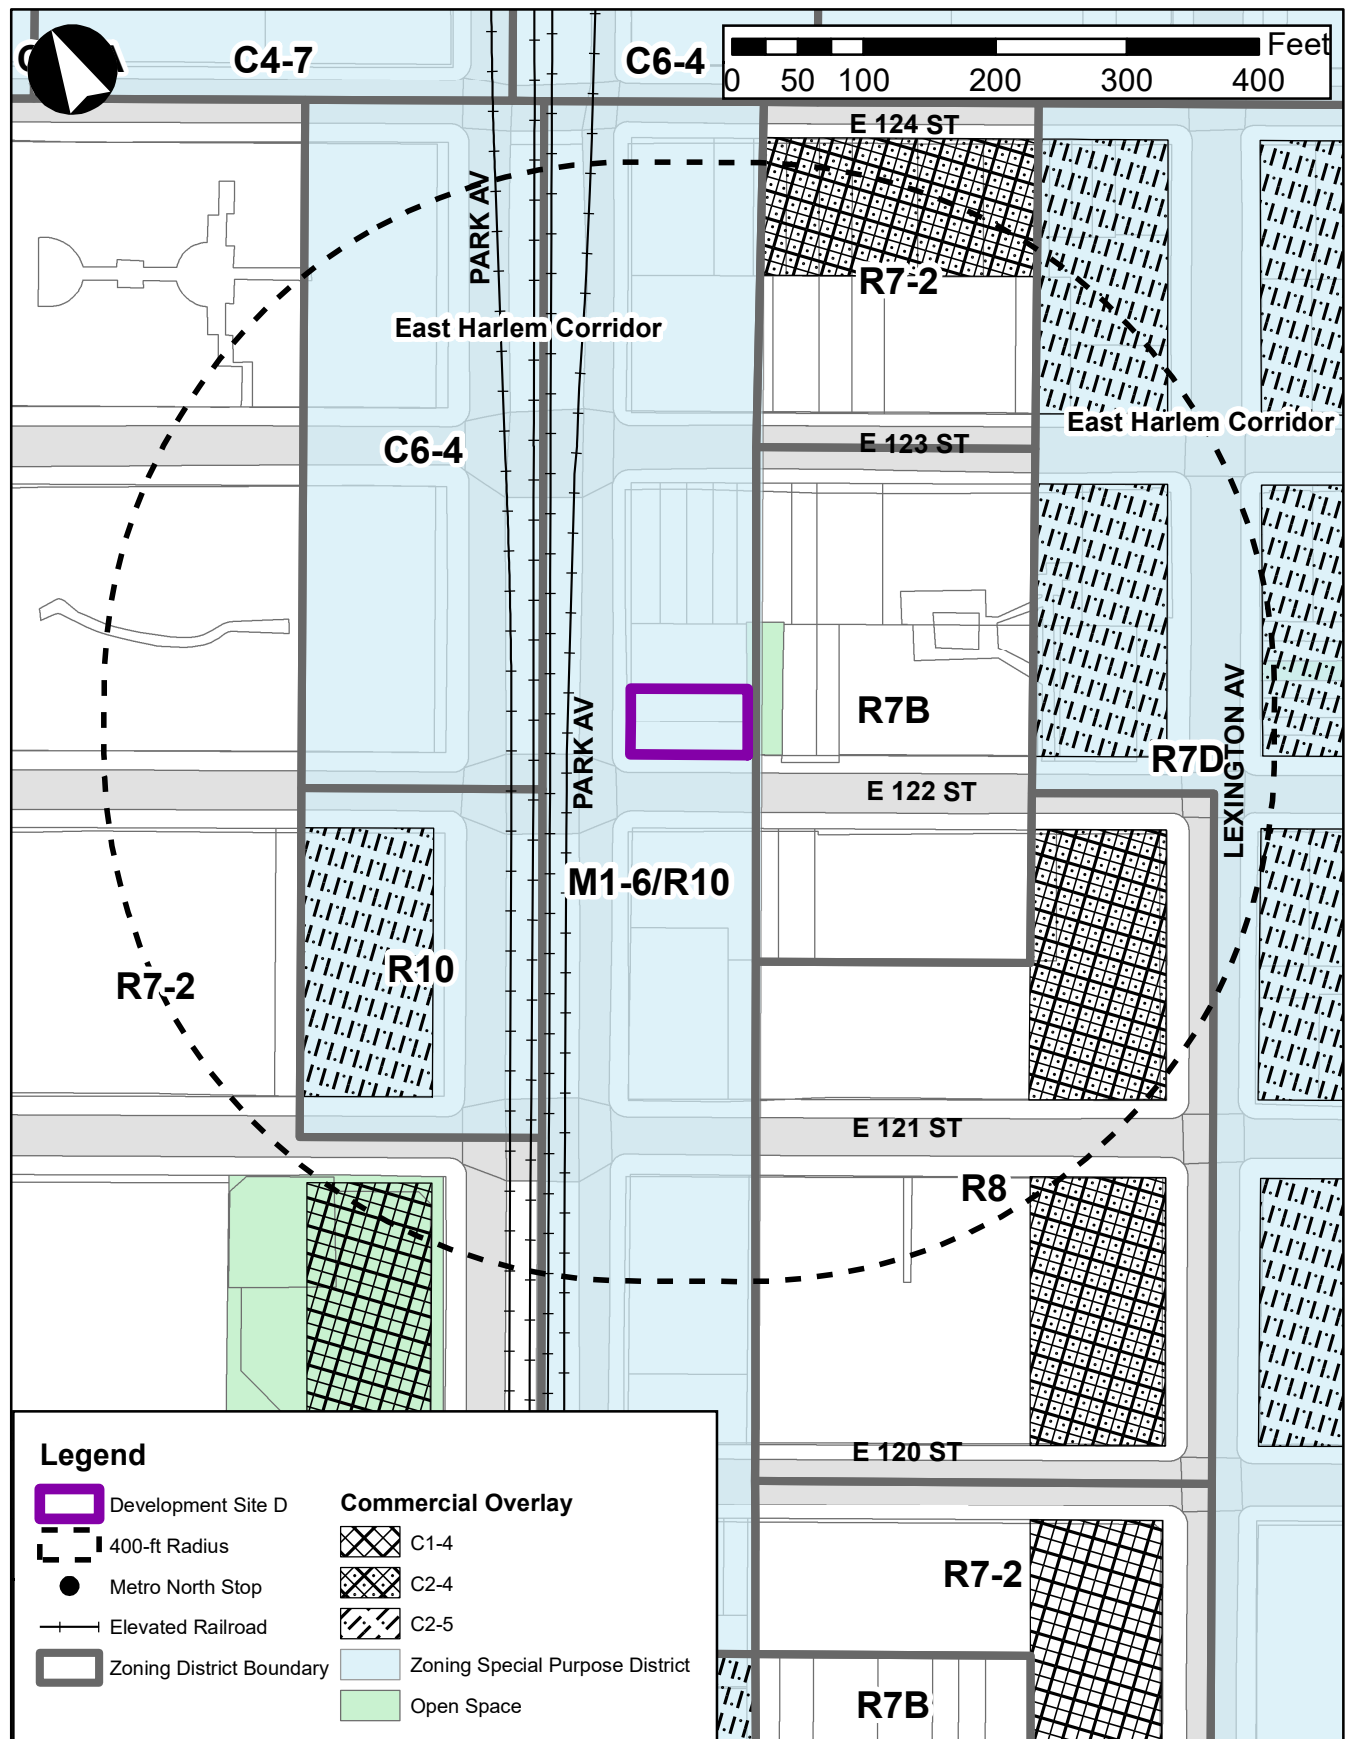 C4-7
C6-4
Feet
0 50 100 200 300 400
E 124 ST
PARK AV
R7-2
East Harlem Corridor
East Harlem Corridor
E 123 ST
C6-4
PARK AV
R7B
LEXINGTON AV
R7D
E 122 ST
M1-6/R10
R10
R7-2
E 121 ST
R8
E 120 ST
R7-2
R7B
Legend
Development Site D
400-ft Radius
Metro North Stop
Elevated Railroad
Zoning District Boundary
Commercial Overlay
C1-4
C2-4
C2-5
Zoning Special Purpose District
Open Space